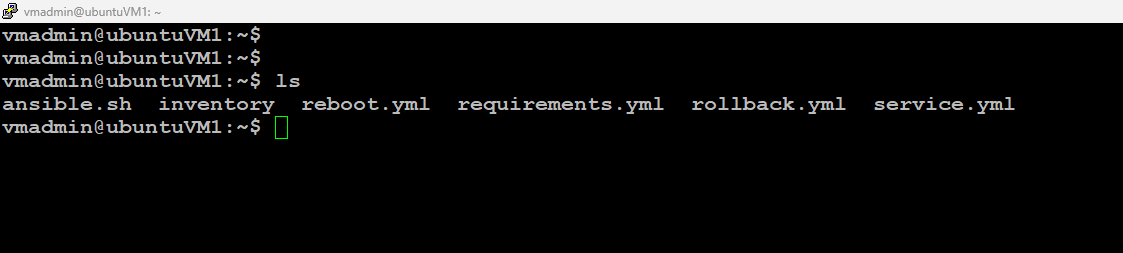 vmadmin@ubuntuVM1: ~
vmadmin@ubuntuVM1:~$
vmadmin@ubuntuVM1:~$
vmadmin@ubuntuVM1:~$ ls
ansible.sh  inventory  reboot.yml  requirements.yml  rollback.yml  service.yml
vmadmin@ubuntuVM1:~$